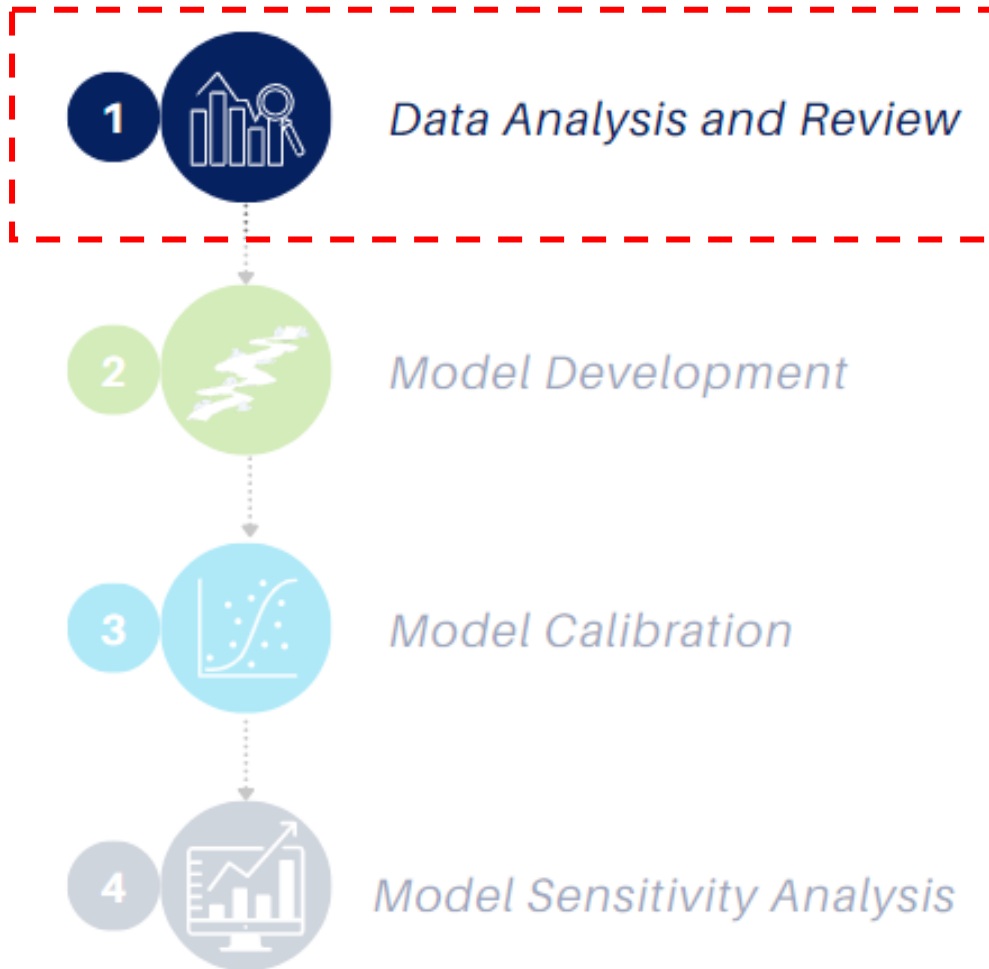 1 Data Analysis and Review
2 Model Development
3 Model Calibration
4 Model Sensitivity Analysis